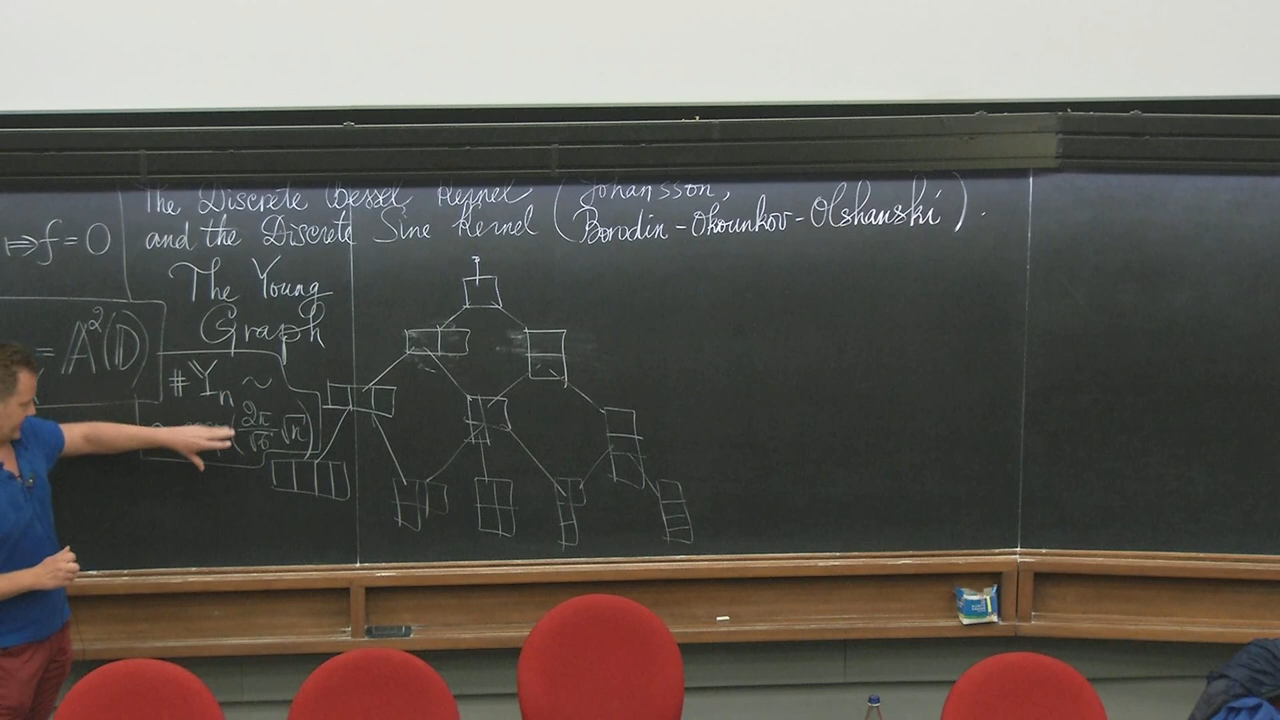 The Discrete Bessel Kernel (Johansson,
and the Discrete Sine Kernel (Borodin-Okounkov-Olshanski).
⟹f=0
The Young
Graph
= A²(𝔻)
#Yₙ ~
(2π/√6 √n)